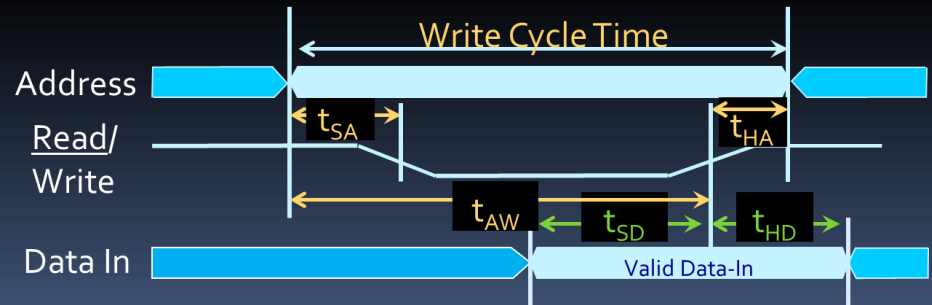 Write Cycle Time
Address
tSA
tHA
Read/
Write
tAW
tSD
tHD
Data In
Valid Data-In